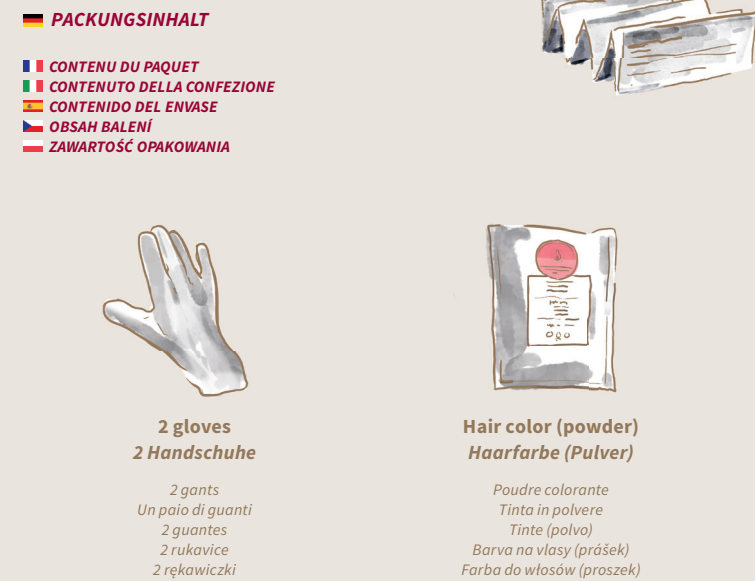 PACKUNGSINHALT
CONTENU DU PAQUET
CONTENUTO DELLA CONFEZIONE
CONTENIDO DEL ENVASE
OBSAH BALENÍ
ZAWARTOŚĆ OPAKOWANIA
2 gloves
2 Handschuhe
2 gants
Un paio di guanti
2 guantes
2 rukavice
2 rękawiczki
Hair color (powder)
Haarfarbe (Pulver)
Poudre colorante
Tinta in polvere
Tinte (polvo)
Barva na vlasy (prášek)
Farba do włosów (proszek)